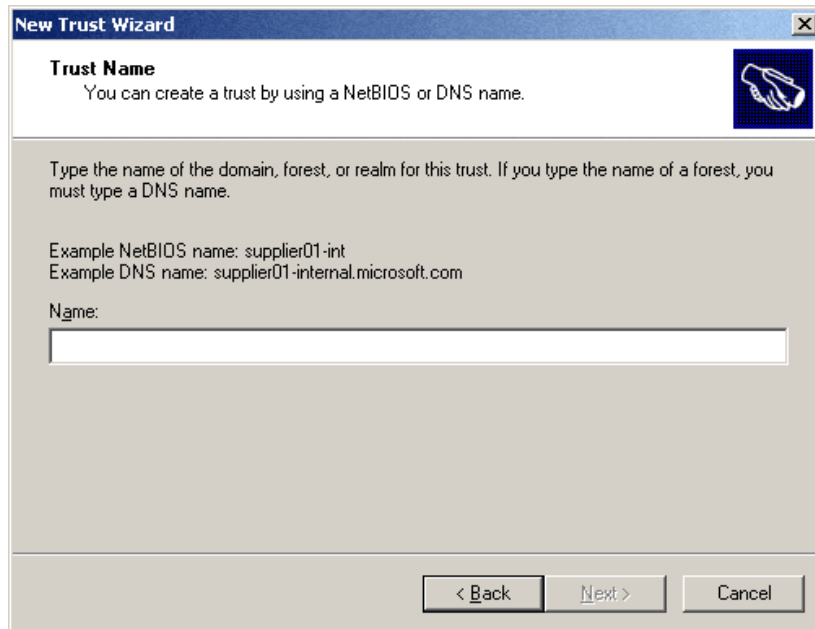 New Trust Wizard
Trust Name
You can create a trust by using a NetBIOS or DNS name.
Type the name of the domain, forest, or realm for this trust. If you type the name of a forest, you
must type a DNS name.
Example NetBIOS name: supplier01-int
Example DNS name: supplier01-internal.microsoft.com
Name:
< Back
Next >
Cancel